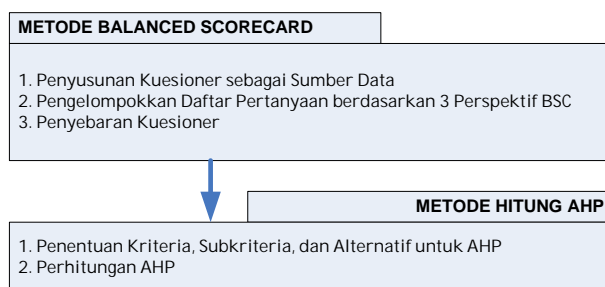 METODE BALANCED SCORECARD
1. Penyusunan Kuesioner sebagai Sumber Data
2. Pengelompokkan Daftar Pertanyaan berdasarkan 3 Perspektif BSC
3. Penyebaran Kuesioner
METODE HITUNG AHP
1. Penentuan Kriteria, Subkriteria, dan Alternatif untuk AHP
2. Perhitungan AHP